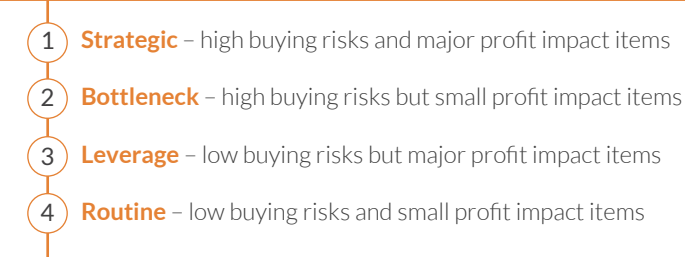 1 Strategic – high buying risks and major profit impact items
2 Bottleneck – high buying risks but small profit impact items
3 Leverage – low buying risks but major profit impact items
4 Routine – low buying risks and small profit impact items